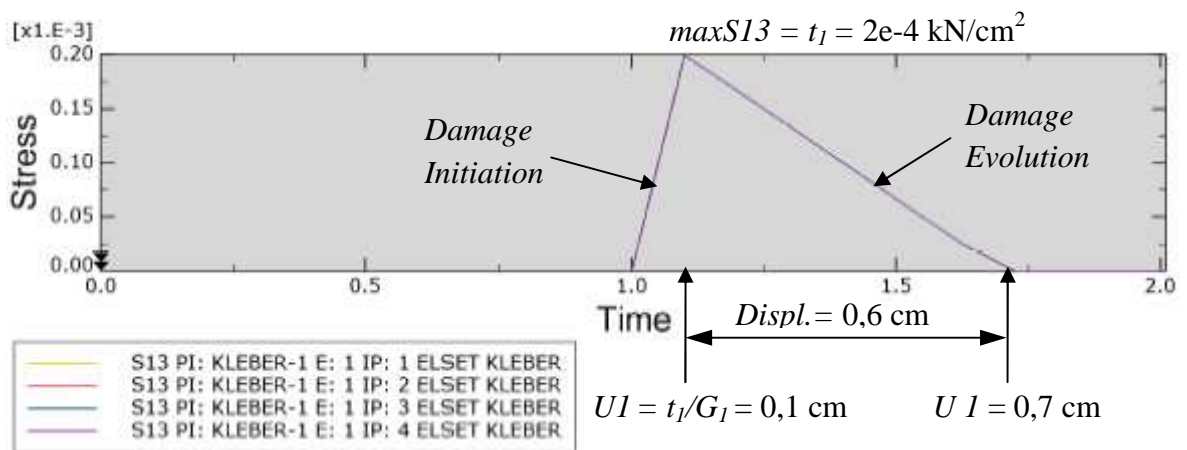 [x1.E-3]
maxS13 = t1 = 2e-4 kN/cm2
0.20
0.15
0.10
0.05
0.00
Stress
Damage
Initiation
Damage
Evolution
0.0
0.5
1.0
1.5
2.0
Time
Displ. = 0,6 cm
U1 = t1/G1 = 0,1 cm
U 1 = 0,7 cm
S13 PI: KLEBER-1 E: 1 IP: 1 ELSET KLEBER
S13 PI: KLEBER-1 E: 1 IP: 2 ELSET KLEBER
S13 PI: KLEBER-1 E: 1 IP: 3 ELSET KLEBER
S13 PI: KLEBER-1 E: 1 IP: 4 ELSET KLEBER